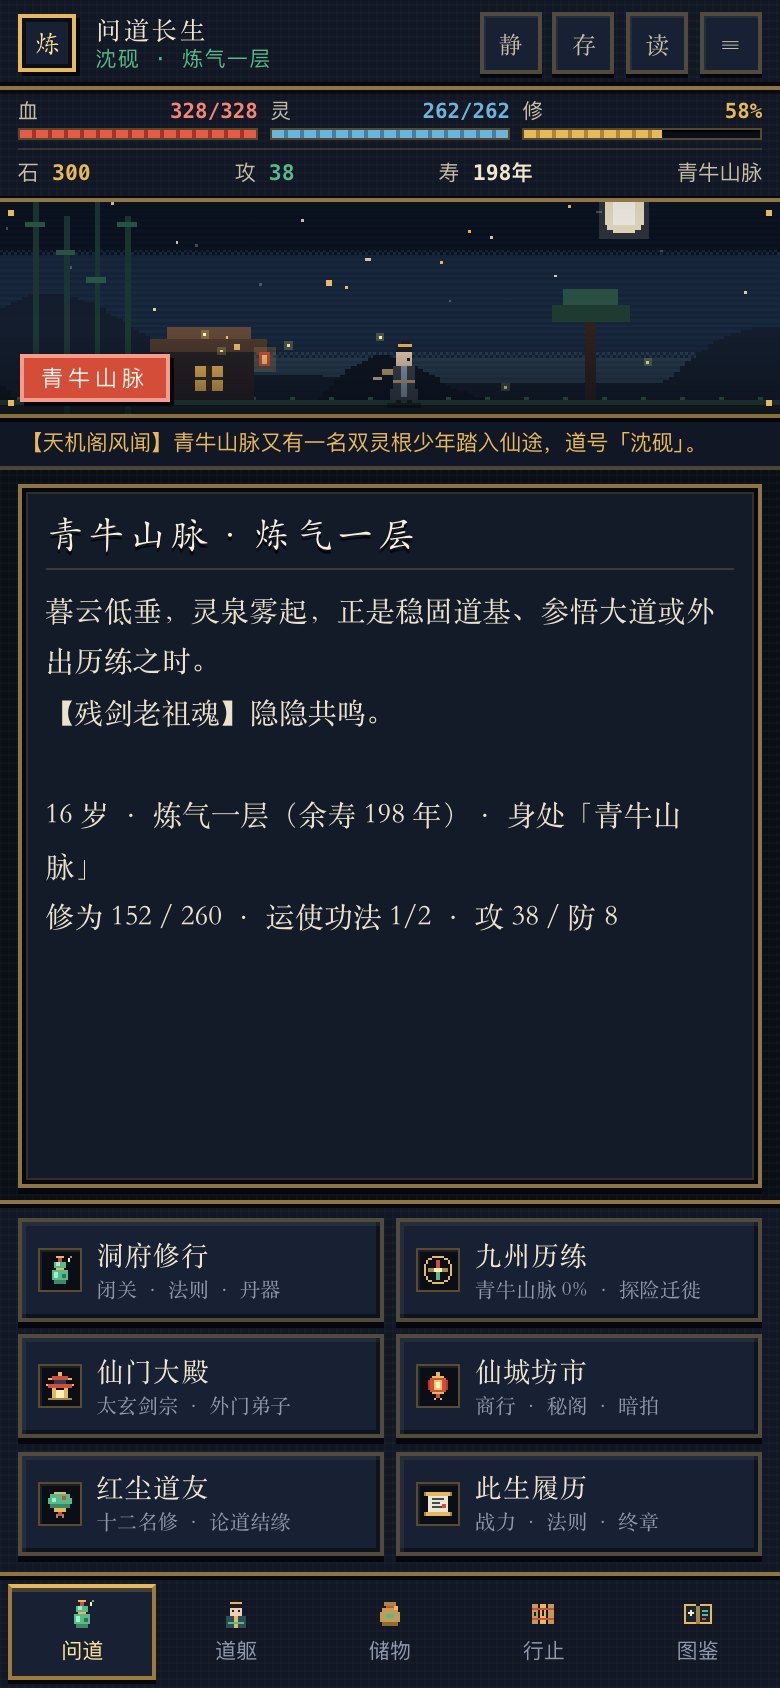 炼
问道长生
沈砚 · 炼气一层
静
存
读
血 328/328 灵 262/262 修 58%
石 300 攻 38 寿 198年 青牛山脉
青牛山脉
【天机阁风闻】青牛山脉又有一名双灵根少年踏入仙途，道号「沈砚」。
青牛山脉 · 炼气一层
暮云低垂，灵泉雾起，正是稳固道基、参悟大道或外
出历练之时。
【残剑老祖魂】隐隐共鸣。
16 岁 · 炼气一层（余寿 198 年） · 身处「青牛山
脉」
修为 152 / 260 · 运使功法 1/2 · 攻 38 / 防 8
洞府修行
闭关 · 法则 · 丹器
九州历练
青牛山脉 0% · 探险迁徙
仙门大殿
太玄剑宗 · 外门弟子
仙城坊市
商行 · 秘阁 · 暗拍
红尘道友
十二名修 · 论道结缘
此生履历
战力 · 法则 · 终章
问道
道躯
储物
行止
图鉴